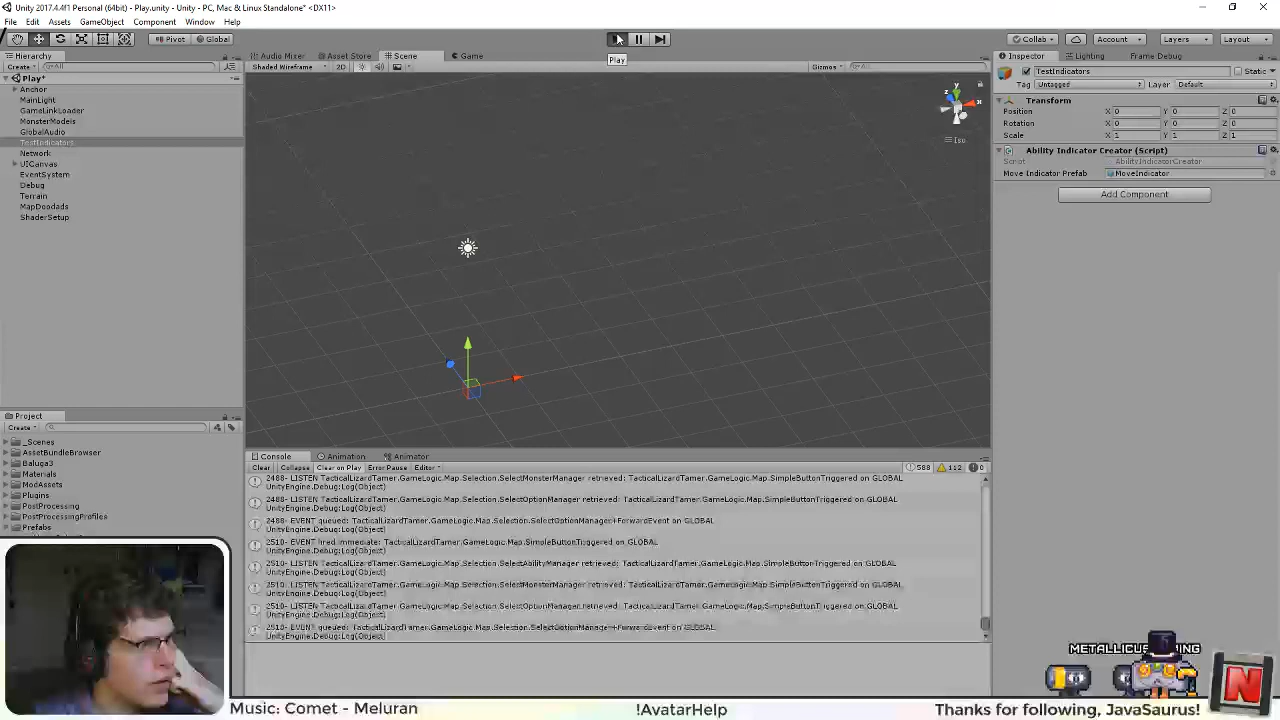 Unity 2017.4.4f1 Personal (64bit) - Play.unity - Unity - PC, Mac & Linux Standalone* <DX11>
File Edit Assets GameObject Component Window Help
Pivot Global
Collab Account Layers Layout
Play
Hierarchy
Create
Play*
Anchor
MainLight
GameLinkLoader
MonsterModels
GlobalAudio
TestIndicators
Network
UICanvas
EventSystem
Debug
Terrain
MapDoodads
ShaderSetup
Audio Mixer Asset Store Scene Game
Shaded Wireframe 2D Gizmos
y
z x
Iso
Inspector Lighting Frame Debug
TestIndicators Static
Tag Untagged Layer Default
Transform
Position X 0 Y 0 Z 0
Rotation X 0 Y 0 Z 0
Scale X 1 Y 1 Z 1
Ability Indicator Creator (Script)
Script AbilityIndicatorCreator
Move Indicator Prefab MoveIndicator
Add Component
Project
Create
_Scenes
AssetBundleBrowser
Baluga3
Materials
ModAssets
Plugins
PostProcessing
PostProcessingProfiles
Prefabs
Console Animation Animator
Clear Collapse Clear on Play Error Pause Editor 588 112 0
2488- LISTEN TacticalLizardTamer.GameLogic.Map.Selection.SelectMonsterManager retrieved: TacticalLizardTamer.GameLogic.Map.SimpleButtonTriggered on GLOBAL
UnityEngine.Debug:Log(Object)
2488- LISTEN TacticalLizardTamer.GameLogic.Map.Selection.SelectOptionManager retrieved: TacticalLizardTamer.GameLogic.Map.SimpleButtonTriggered on GLOBAL
UnityEngine.Debug:Log(Object)
2488- EVENT queued: TacticalLizardTamer.GameLogic.Map.Selection.SelectOptionManager+ForwardEvent on GLOBAL
UnityEngine.Debug:Log(Object)
2510- EVENT fired immediate: TacticalLizardTamer.GameLogic.Map.SimpleButtonTriggered on GLOBAL
UnityEngine.Debug:Log(Object)
2510- LISTEN TacticalLizardTamer.GameLogic.Map.Selection.SelectAbilityManager retrieved: TacticalLizardTamer.GameLogic.Map.SimpleButtonTriggered on GLOBAL
UnityEngine.Debug:Log(Object)
2510- LISTEN TacticalLizardTamer.GameLogic.Map.Selection.SelectMonsterManager retrieved: TacticalLizardTamer.GameLogic.Map.SimpleButtonTriggered on GLOBAL
UnityEngine.Debug:Log(Object)
2510- LISTEN TacticalLizardTamer.GameLogic.Map.Selection.SelectOptionManager retrieved: TacticalLizardTamer.GameLogic.Map.SimpleButtonTriggered on GLOBAL
UnityEngine.Debug:Log(Object)
2510- EVENT queued: TacticalLizardTamer.GameLogic.Map.Selection.SelectOptionManager+ForwardEvent on GLOBAL
UnityEngine.Debug:Log(Object)
N
Music: Comet - Meluran !AvatarHelp Thanks for following, JavaSaurus!